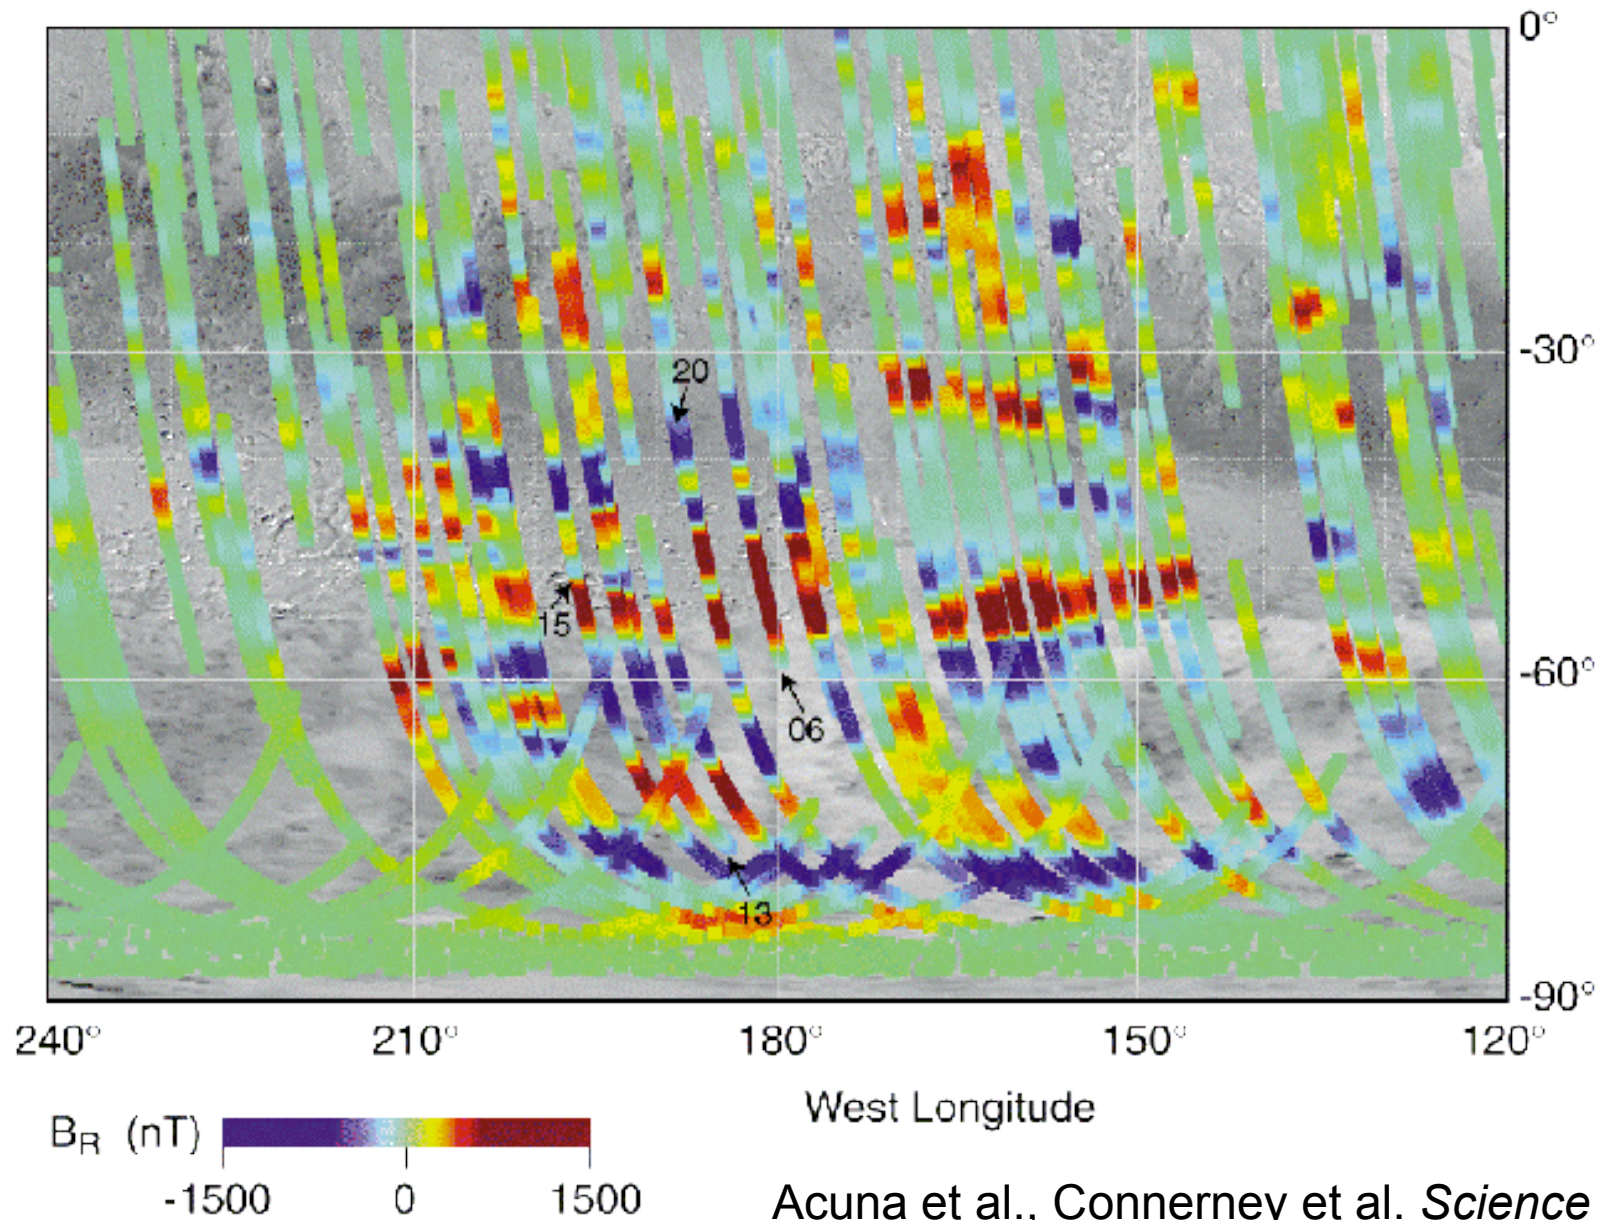 0°
-30°
-60°
-90°
20
15
06
13
240° 210° 180° 150° 120°
West Longitude
BR (nT)
-1500 0 1500
Acuna et al., Connerney et al. Science